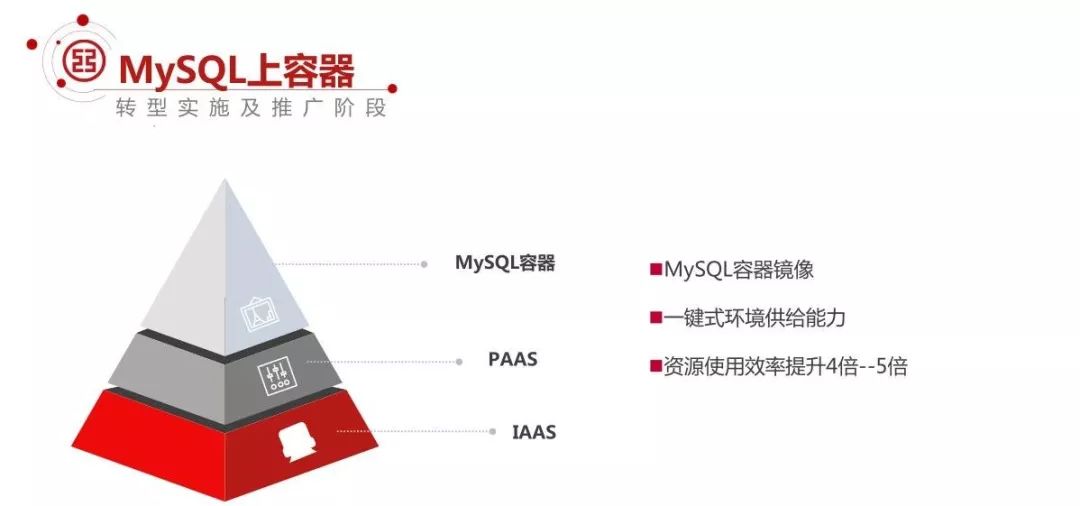 MySQL上容器
转型实施及推广阶段
MySQL容器
PAAS
IAAS
■MySQL容器镜像
■一键式环境供给能力
■资源使用效率提升4倍--5倍